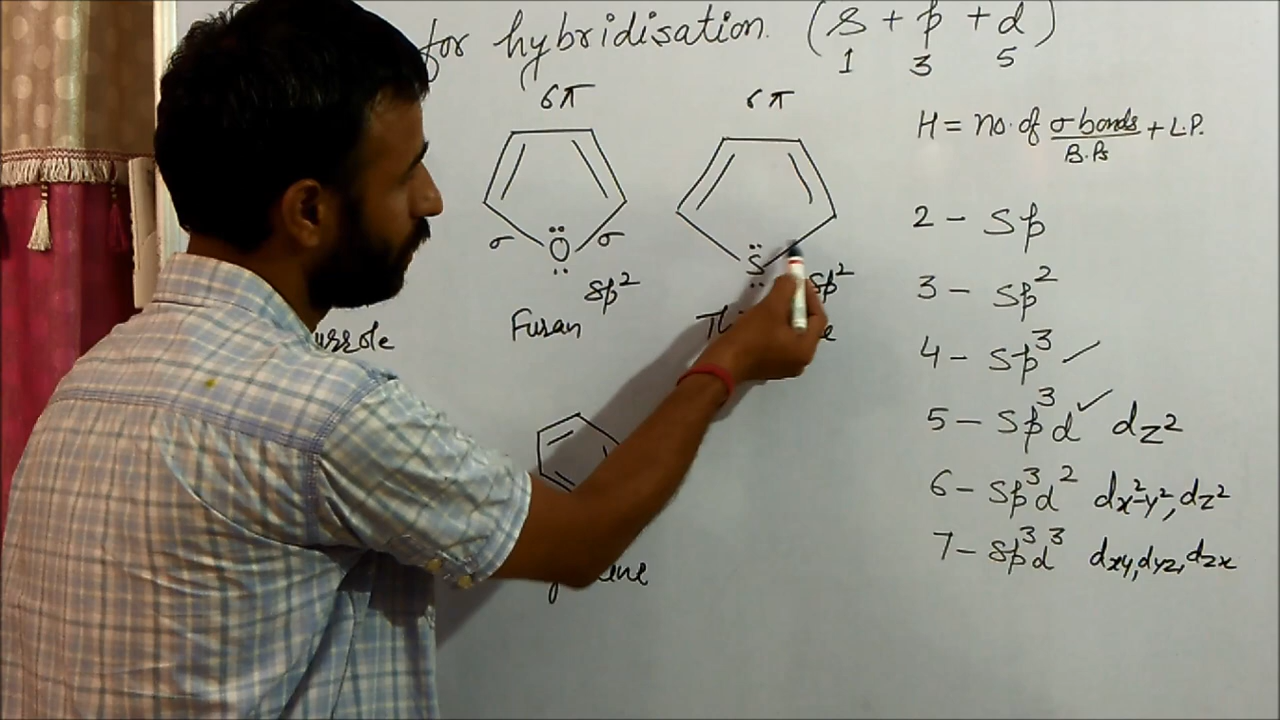 for hybridisation. (s + p + d)
1 3 5
6π 6π
H = no. of σ bonds + L.P.
B.Ps
σ Ö σ
S̈
sp² sp²
Furan
2 - sp
3 - sp²
4 - sp³ ✓
5 - sp³d ✓ dz²
6 - sp³d² dx²-y², dz²
7 - sp³d³ dxy, dyz, dzx